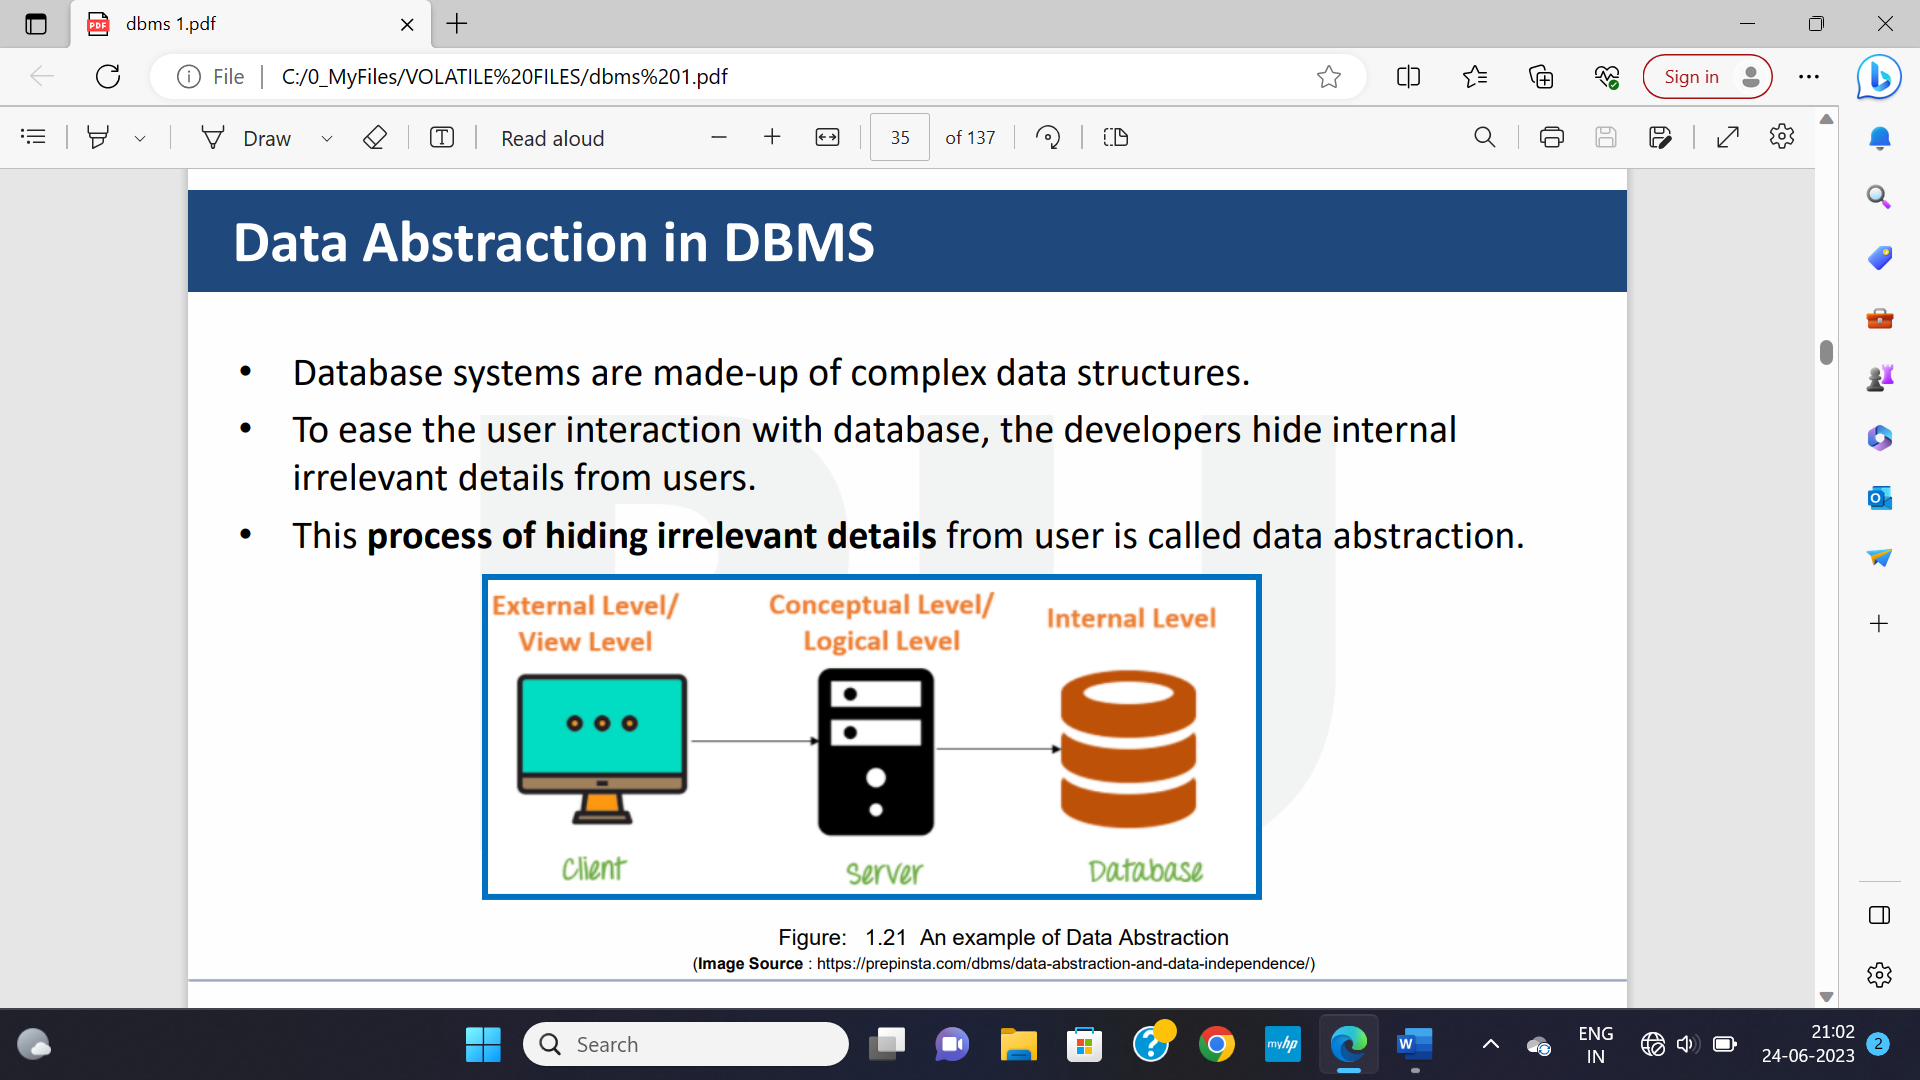 dbms 1.pdf
File
C:/0_MyFiles/VOLATILE%20FILES/dbms%201.pdf
Sign in
Draw
Read aloud
35
of 137
Data Abstraction in DBMS
• Database systems are made-up of complex data structures.
• To ease the user interaction with database, the developers hide internal
irrelevant details from users.
• This process of hiding irrelevant details from user is called data abstraction.
External Level/
View Level
Conceptual Level/
Logical Level
Internal Level
Client
Server
Database
Figure: 1.21 An example of Data Abstraction
(Image Source : https://prepinsta.com/dbms/data-abstraction-and-data-independence/)
Search
myhp
ENG
IN
21:02
24-06-2023
2